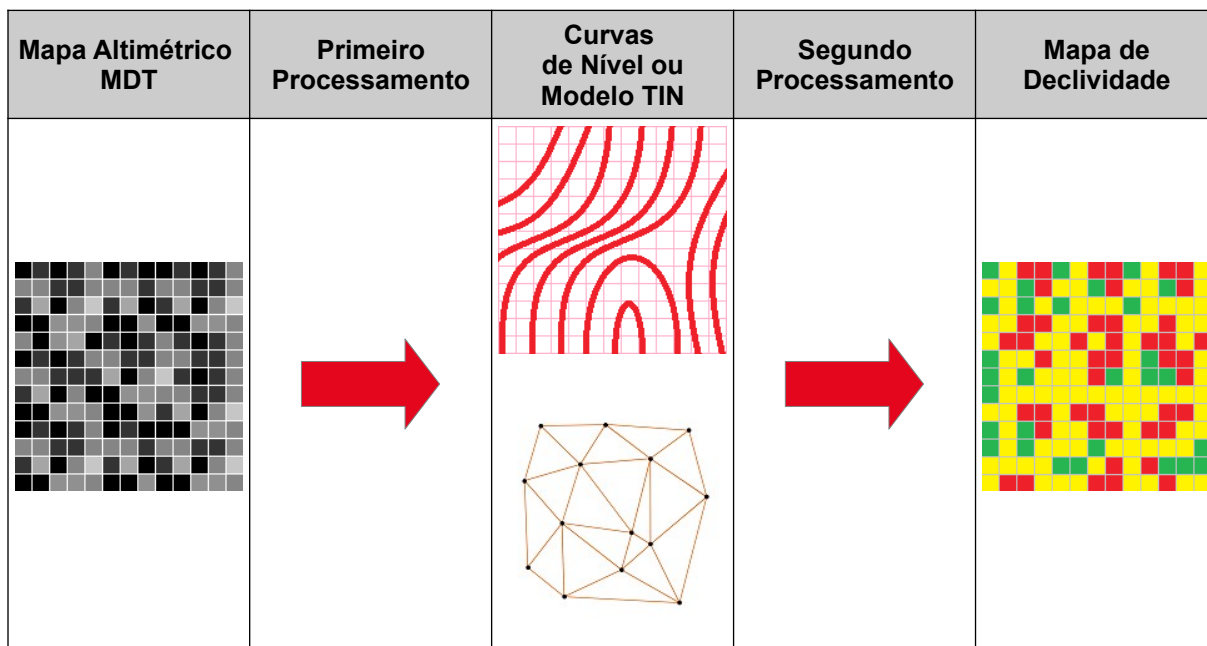 Mapa Altimétrico
MDT
Primeiro
Processamento
Curvas
de Nível ou
Modelo TIN
Segundo
Processamento
Mapa de
Declividade